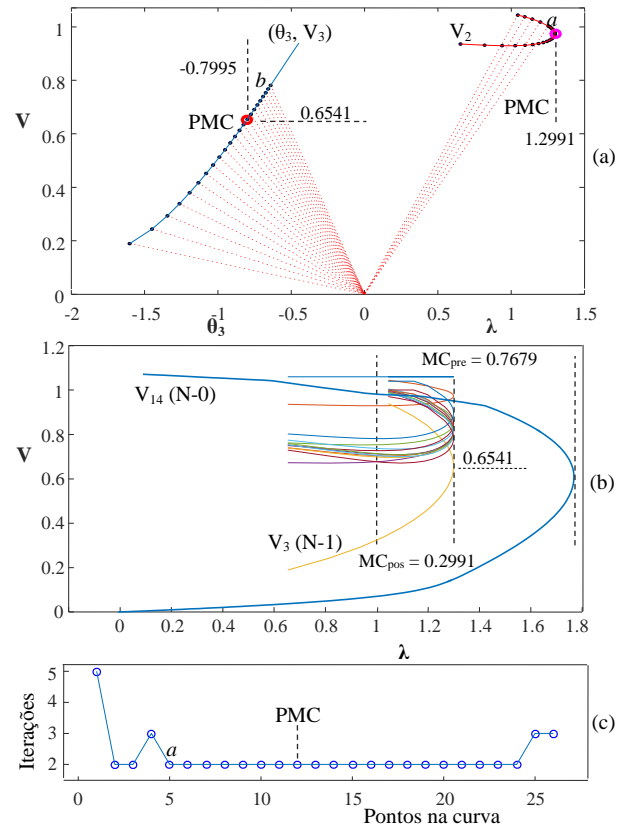 1
0.8
0.6
0.4
0.2
0
V
(θ₃, V₃)
-0.7995
b
PMC
0.6541
V₂
a
PMC
1.2991
(a)
-2 -1.5 -1 -0.5 0 0.5 1 1.5
θ₃ λ
1.2
1
0.8
0.6
0.4
0.2
0
V
V₁₄ (N-0)
MCpre = 0.7679
0.6541
V₃ (N-1)
MCpos = 0.2991
(b)
0 0.2 0.4 0.6 0.8 1 1.2 1.4 1.6 1.8
λ
Iterações
5
4
3
2
a
PMC
(c)
0 5 10 15 20 25
Pontos na curva